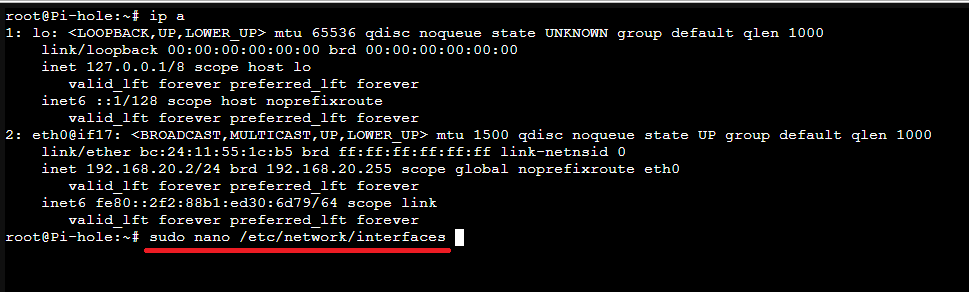 root@Pi-hole:~# ip a
1: lo: <LOOPBACK,UP,LOWER_UP> mtu 65536 qdisc noqueue state UNKNOWN group default qlen 1000
    link/loopback 00:00:00:00:00:00 brd 00:00:00:00:00:00
    inet 127.0.0.1/8 scope host lo
       valid_lft forever preferred_lft forever
    inet6 ::1/128 scope host noprefixroute
       valid_lft forever preferred_lft forever
2: eth0@if17: <BROADCAST,MULTICAST,UP,LOWER_UP> mtu 1500 qdisc noqueue state UP group default qlen 1000
    link/ether bc:24:11:55:1c:b5 brd ff:ff:ff:ff:ff:ff link-netnsid 0
    inet 192.168.20.2/24 brd 192.168.20.255 scope global noprefixroute eth0
       valid_lft forever preferred_lft forever
    inet6 fe80::2f2:88b1:ed30:6d79/64 scope link
       valid_lft forever preferred_lft forever
root@Pi-hole:~# sudo nano /etc/network/interfaces